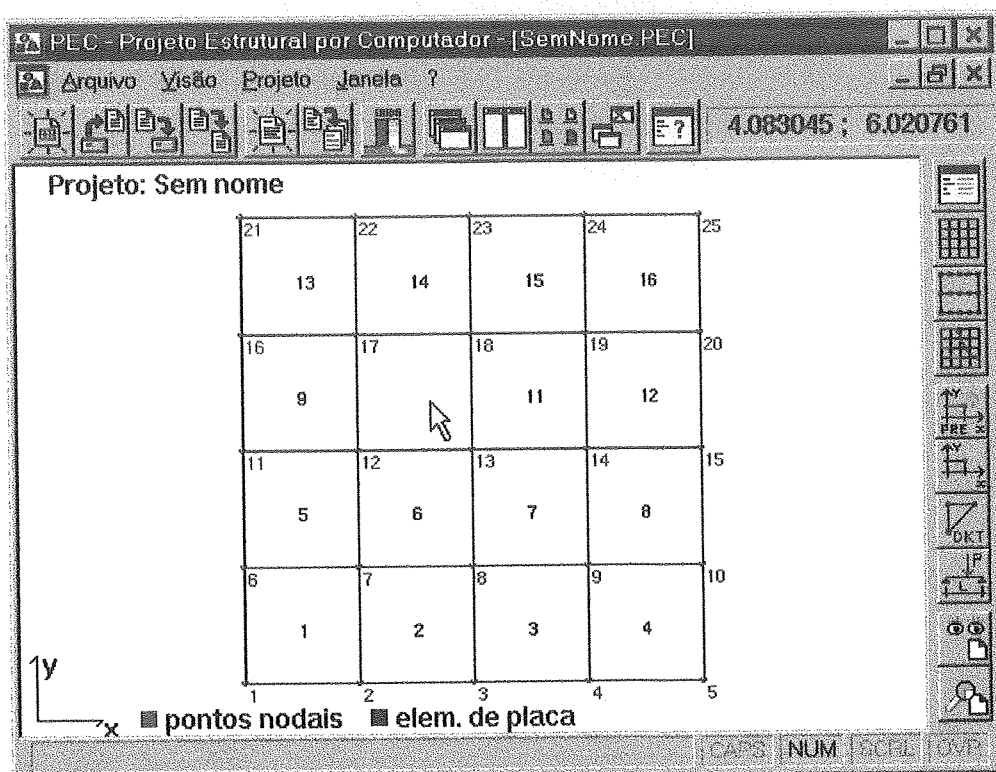 PEC - Projeto Estrutural por Computador - [SemNome.PEC]
Arquivo Visão Projeto Janela ?
4.083045 ; 6.020761
Projeto: Sem nome
21 22 23 24 25
13 14 15 16
16 17 18 19 20
9 11 12
11 12 13 14 15
5 6 7 8
6 7 8 9 10
1 2 3 4
1 2 3 4 5
y
x
pontos nodais elem. de placa
PRE
Y
X
Y
x
DKT
P
L
CAPS NUM SCRL OVR